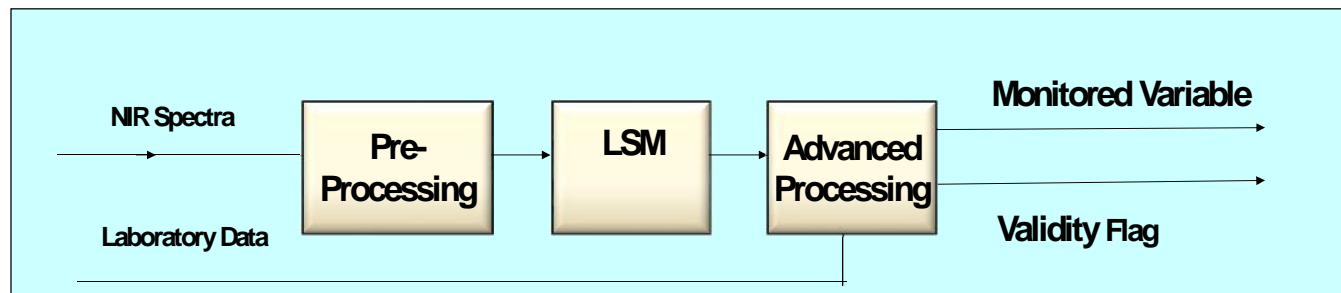 NIR Spectra
Pre-
Processing
LSM
Advanced
Processing
Monitored Variable
Laboratory Data
Validity Flag